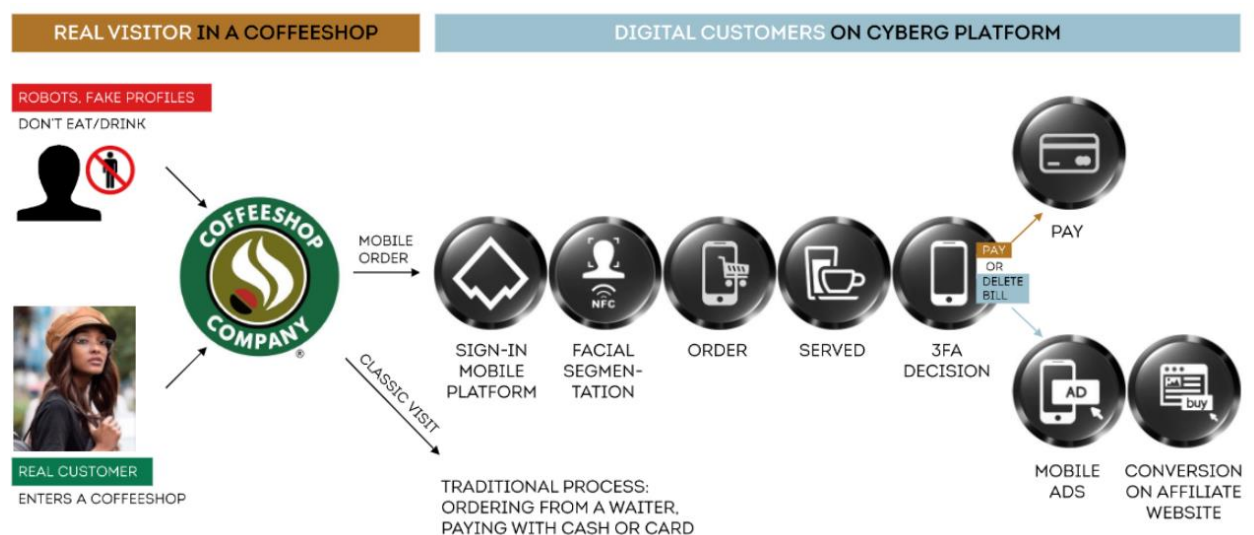 REAL VISITOR IN A COFFEESHOP
DIGITAL CUSTOMERS ON CYBERG PLATFORM
ROBOTS, FAKE PROFILES
DON'T EAT/DRINK
COFFEESHOP
COMPANY
®
REAL CUSTOMER
ENTERS A COFFEESHOP
MOBILE
ORDER
CLASSIC VISIT
TRADITIONAL PROCESS:
ORDERING FROM A WAITER,
PAYING WITH CASH OR CARD
SIGN-IN
MOBILE
PLATFORM
NFC
FACIAL
SEGMEN-
TATION
ORDER
SERVED
3FA
DECISION
PAY
OR
DELETE
BILL
PAY
AD
MOBILE
ADS
buy
CONVERSION
ON AFFILIATE
WEBSITE